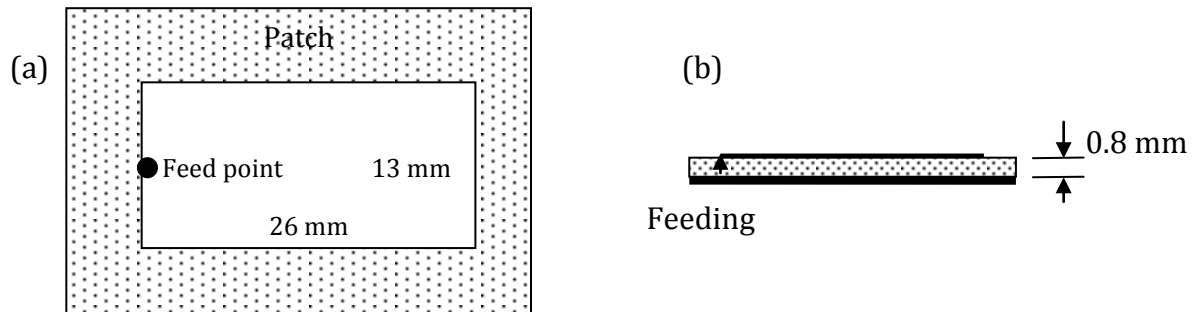 (a)
Patch
Feed point
13 mm
26 mm
(b)
0.8 mm
Feeding